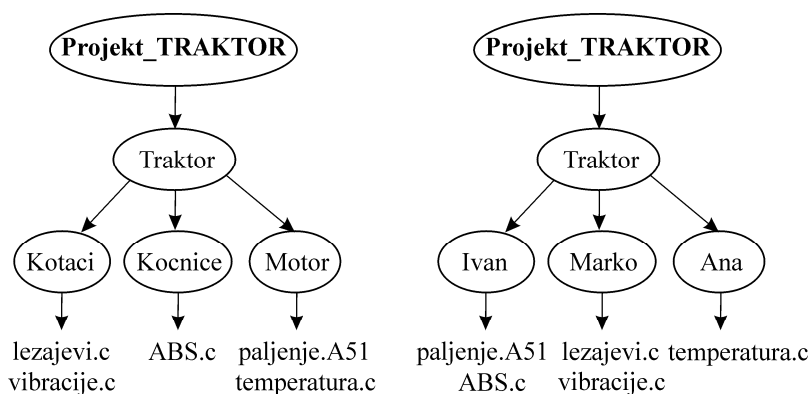 Projekt_TRAKTOR
Traktor
Kotaci
Kocnice
Motor
lezajevi.c
vibracije.c
ABS.c
paljenje.A51
temperatura.c
Projekt_TRAKTOR
Traktor
Ivan
Marko
Ana
paljenje.A51
ABS.c
lezajevi.c
vibracije.c
temperatura.c